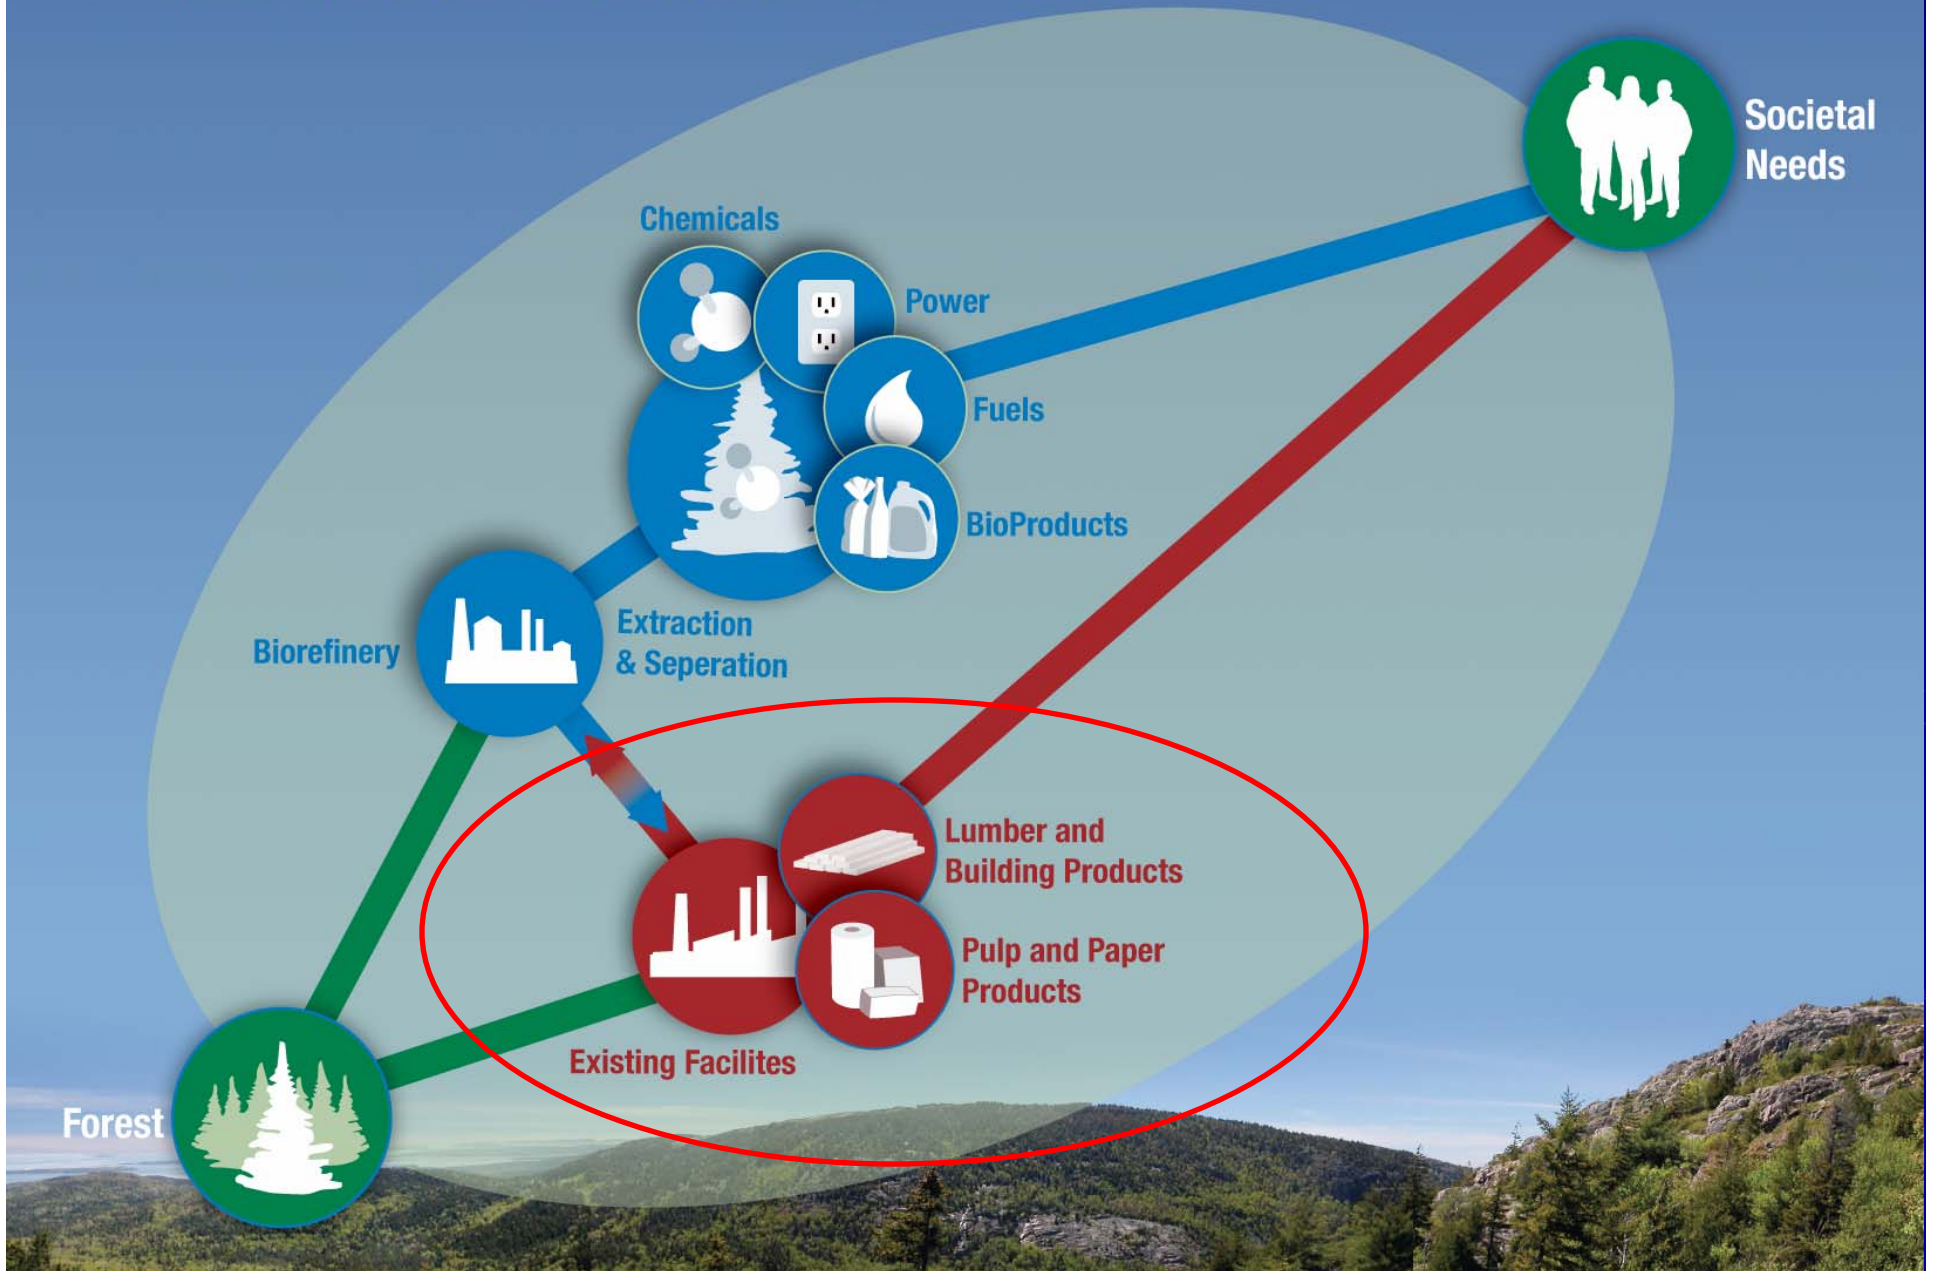 Societal
Needs
Chemicals
Power
Fuels
BioProducts
Extraction
& Seperation
Biorefinery
Lumber and
Building Products
Pulp and Paper
Products
Existing Facilites
Forest